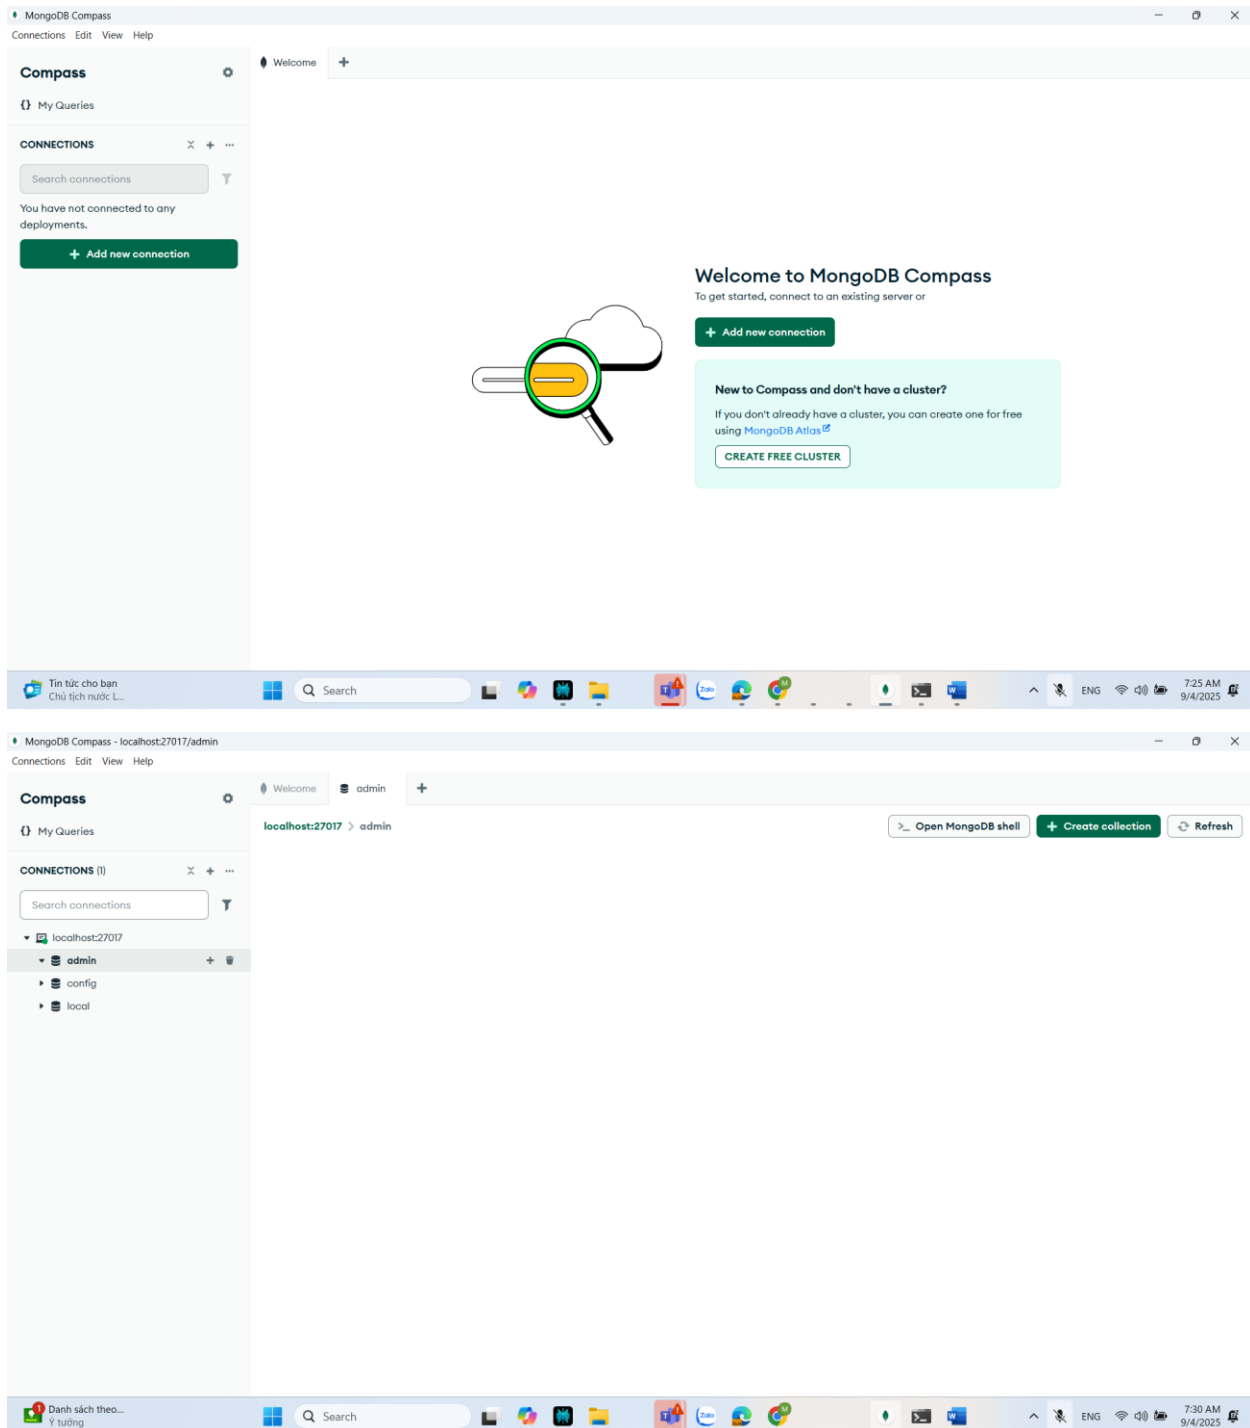 MongoDB Compass
Connections Edit View Help
Compass
Welcome
{} My Queries
CONNECTIONS
Search connections
You have not connected to any
deployments.
+ Add new connection
Welcome to MongoDB Compass
To get started, connect to an existing server or
+ Add new connection
New to Compass and don't have a cluster?
If you don't already have a cluster, you can create one for free
using MongoDB Atlas
CREATE FREE CLUSTER
Tin tức cho bạn
Chủ tịch nước L...
Search
Zalo
M
ENG
7:25 AM
9/4/2025
MongoDB Compass - localhost:27017/admin
Connections Edit View Help
Compass
Welcome admin
{} My Queries
localhost:27017 > admin
>_ Open MongoDB shell
+ Create collection
Refresh
CONNECTIONS (1)
Search connections
localhost:27017
admin
config
local
1
Danh sách theo...
Ý tưởng
Search
Zalo
M
ENG
7:30 AM
9/4/2025